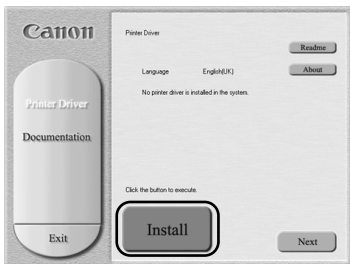 Canon
Printer Driver
Readme
Language English(UK)
About
No printer driver is installed in the system.
Printer Driver
Documentation
Click the button to execute.
Install
Exit
Next